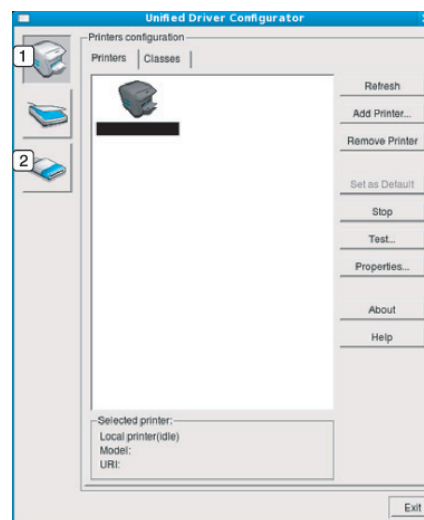 Unified Driver Configurator
Printers configuration
1
Printers Classes
Refresh
Add Printer...
Remove Printer
2
Set as Default
Stop
Test...
Properties...
About
Help
Selected printer:
Local printer(idle)
Model:
URI:
Exit